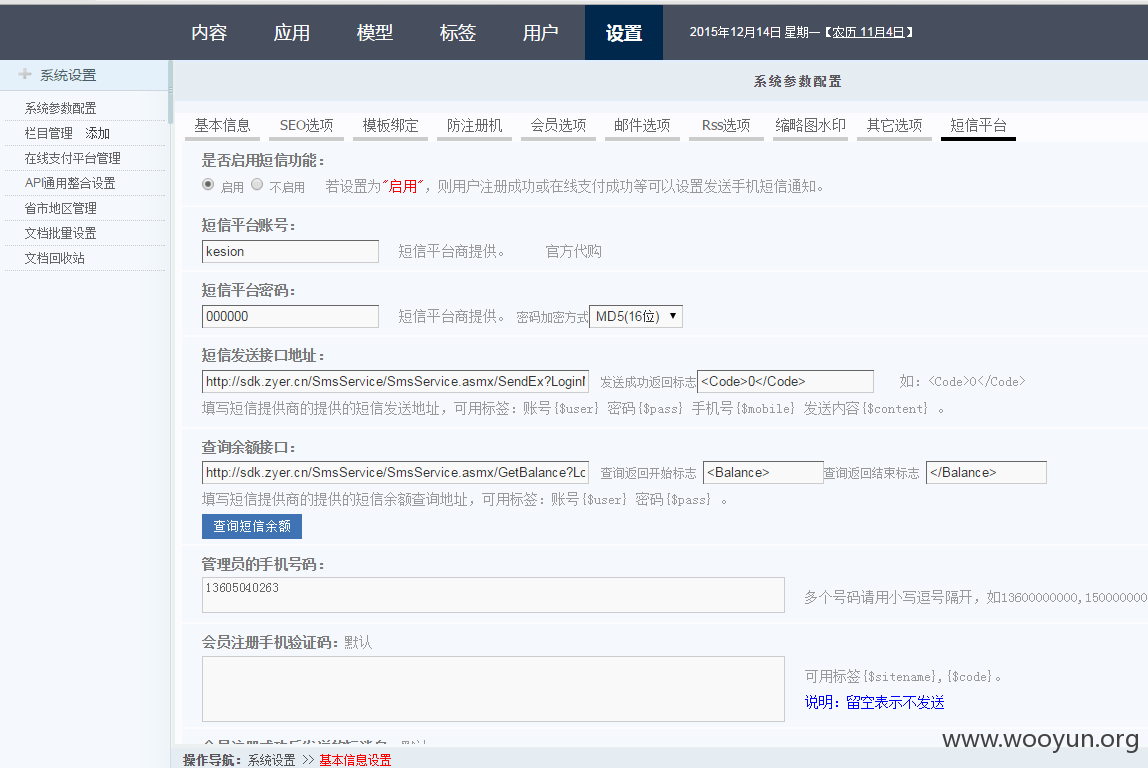 内容 应用 模型 标签 用户 设置 2015年12月14日 星期一【农历 11月4日】
系统设置
系统参数配置
栏目管理 添加
在线支付平台管理
API通用整合设置
省市地区管理
文档批量设置
文档回收站
系统参数配置
基本信息 SEO选项 模板绑定 防注册机 会员选项 邮件选项 Rss选项 缩略图水印 其它选项 短信平台
是否启用短信功能：
启用 不启用 若设置为"启用"，则用户注册成功或在线支付成功等可以设置发送手机短信通知。
短信平台账号：
kesion 短信平台商提供。 官方代购
短信平台密码：
000000 短信平台商提供。 密码加密方式 MD5(16位)
短信发送接口地址：
http://sdk.zyer.cn/SmsService/SmsService.asmx/SendEx?Login 发送成功返回标志 <Code>0</Code> 如：<Code>0</Code>
填写短信提供商的提供的短信发送地址，可用标签：账号{$user} 密码{$pass} 手机号{$mobile} 发送内容{$content} 。
查询余额接口：
http://sdk.zyer.cn/SmsService/SmsService.asmx/GetBalance?Lo 查询返回开始标志 <Balance> 查询返回结束标志 </Balance>
填写短信提供商的提供的短信余额查询地址，可用标签：账号{$user} 密码{$pass} 。
查询短信余额
管理员的手机号码：
13605040263 多个号码请用小写逗号隔开，如13600000000,150000000
会员注册手机验证码：默认
可用标签{$sitename},{$code}。
说明：留空表示不发送
操作导航：系统设置 >> 基本信息设置
www.wooyun.org